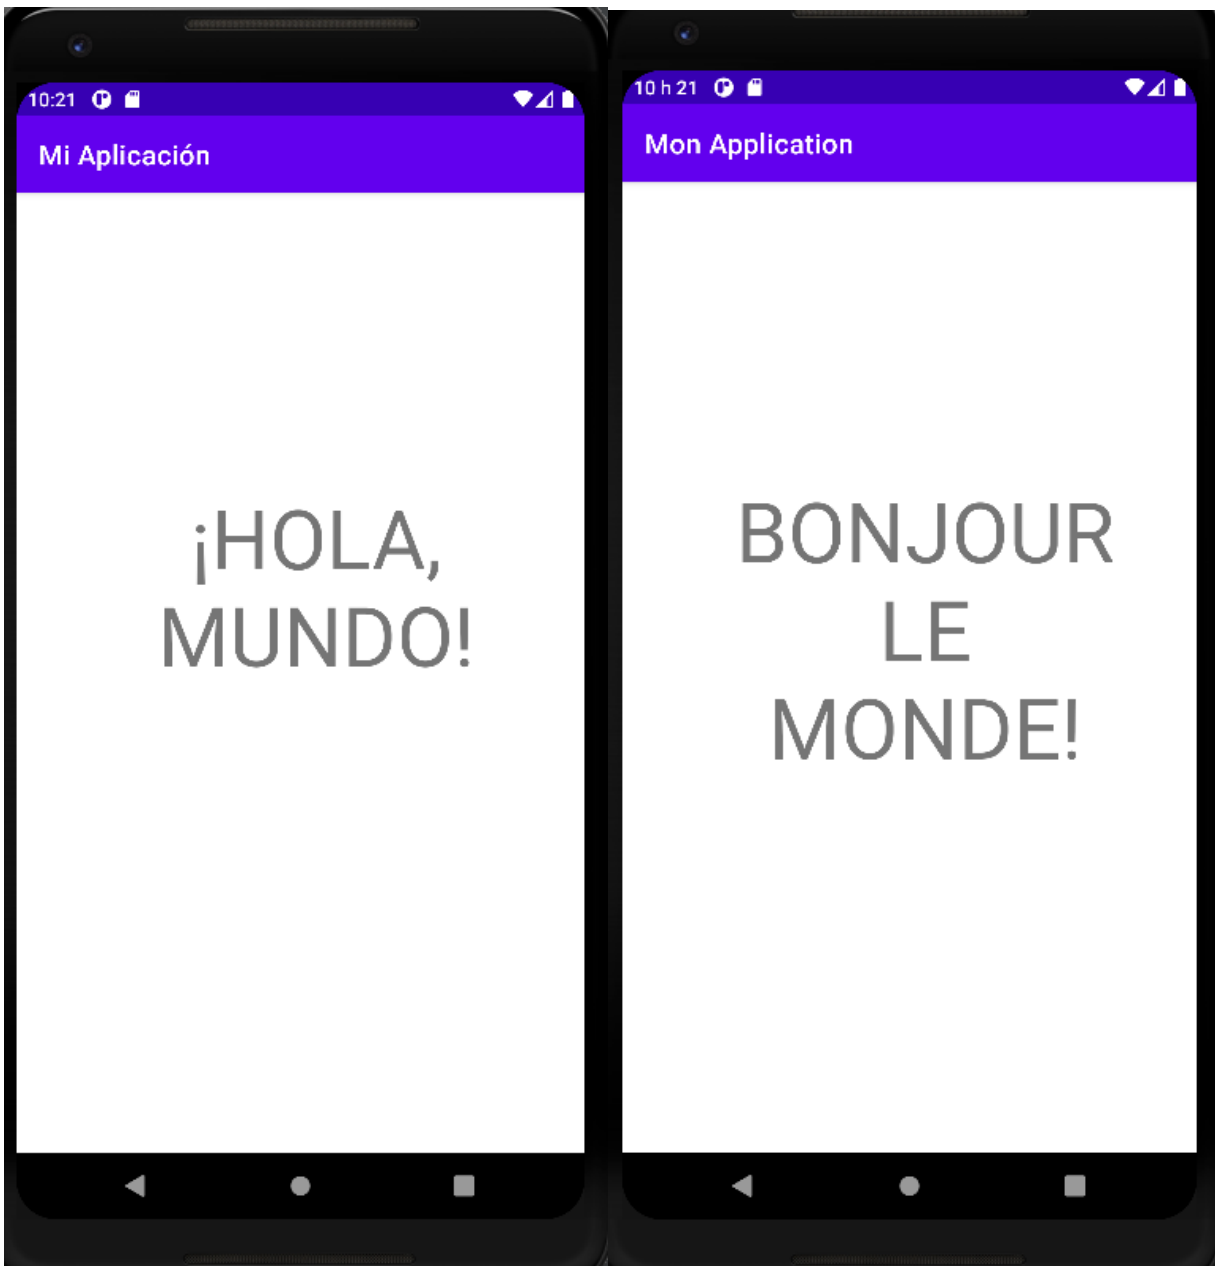 10:21
Mi Aplicación
¡HOLA,
MUNDO!
10 h 21
Mon Application
BONJOUR
LE
MONDE!